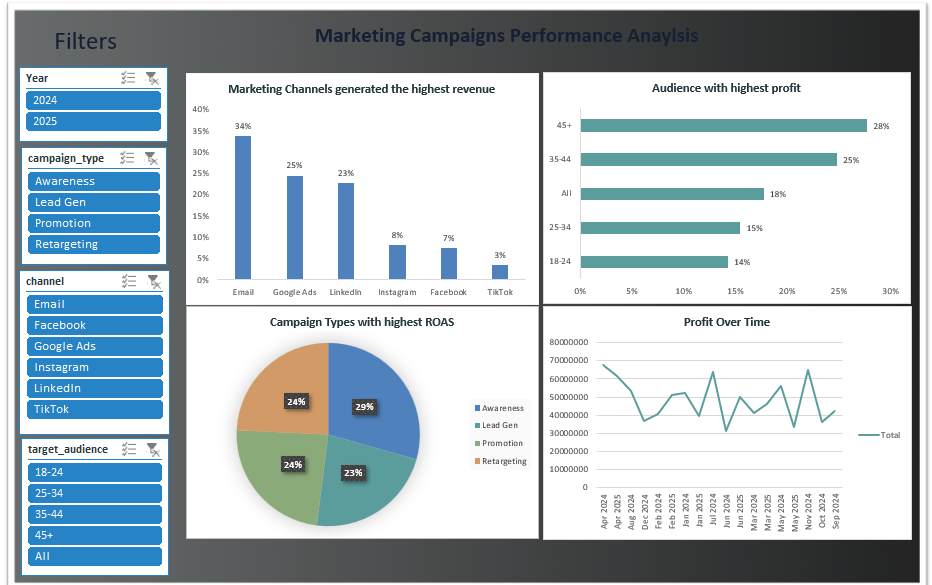 Filters
Marketing Campaigns Performance Anaylsis
Year
2024
2025
campaign_type
Awareness
Lead Gen
Promotion
Retargeting
channel
Email
Facebook
Google Ads
Instagram
LinkedIn
TikTok
target_audience
18-24
25-34
35-44
45+
All
Marketing Channels generated the highest revenue
40%
35%
30%
25%
20%
15%
10%
5%
0%
34%
25%
23%
8%
7%
3%
Email
Google Ads
LinkedIn
Instagram
Facebook
TikTok
Audience with highest profit
45+
28%
35-44
25%
All
18%
25-34
15%
18-24
14%
0%
5%
10%
15%
20%
25%
30%
Campaign Types with highest ROAS
29%
23%
24%
24%
Awareness
Lead Gen
Promotion
Retargeting
Profit Over Time
80000000
70000000
60000000
50000000
40000000
30000000
20000000
10000000
0
Apr 2024
Apr 2025
Aug 2024
Dec 2024
Feb 2024
Feb 2025
Jan 2024
Jan 2025
Jul 2024
Jun 2024
Jun 2025
Mar 2024
Mar 2025
May 2024
May 2025
Nov 2024
Oct 2024
Sep 2024
Total